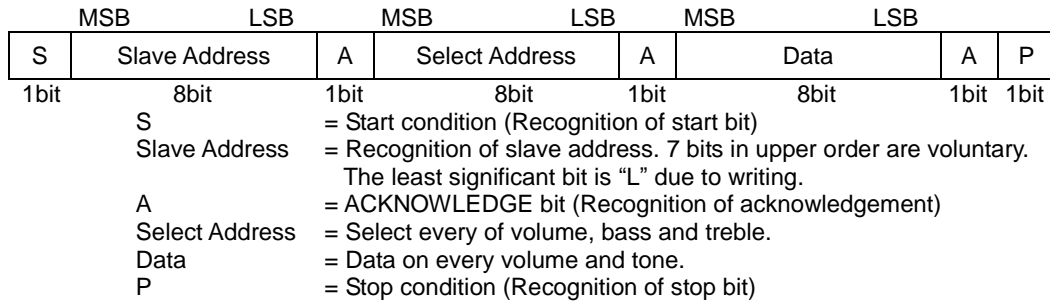 MSB LSB MSB LSB MSB LSB
S Slave Address A Select Address A Data A P
1bit 8bit 1bit 8bit 1bit 8bit 1bit 1bit
S = Start condition (Recognition of start bit)
Slave Address = Recognition of slave address. 7 bits in upper order are voluntary.
The least significant bit is “L” due to writing.
A = ACKNOWLEDGE bit (Recognition of acknowledgement)
Select Address = Select every of volume, bass and treble.
Data = Data on every volume and tone.
P = Stop condition (Recognition of stop bit)